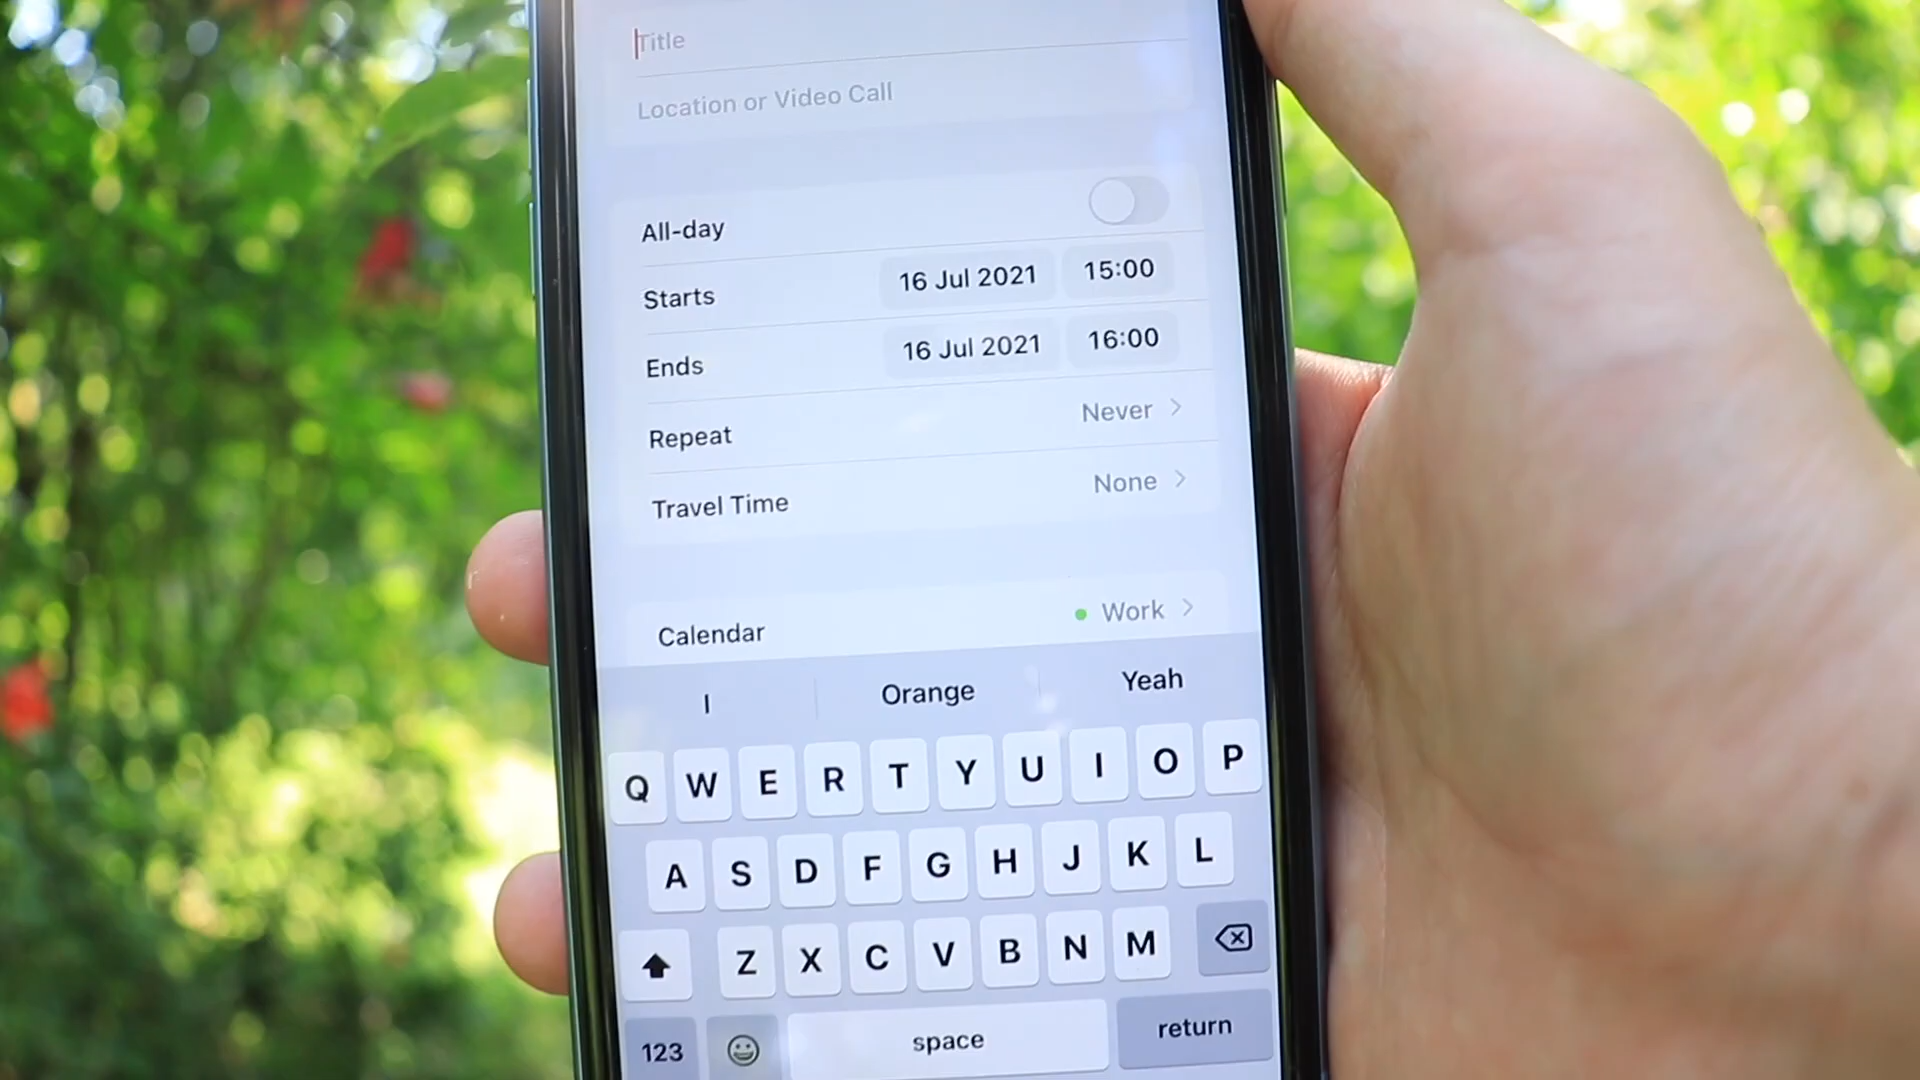 Title
Location or Video Call
All-day
Starts 16 Jul 2021 15:00
Ends 16 Jul 2021 16:00
Repeat Never
Travel Time None
Calendar Work
I Orange Yeah
Q W E R T Y U I O P
A S D F G H J K L
Z X C V B N M
123 space return